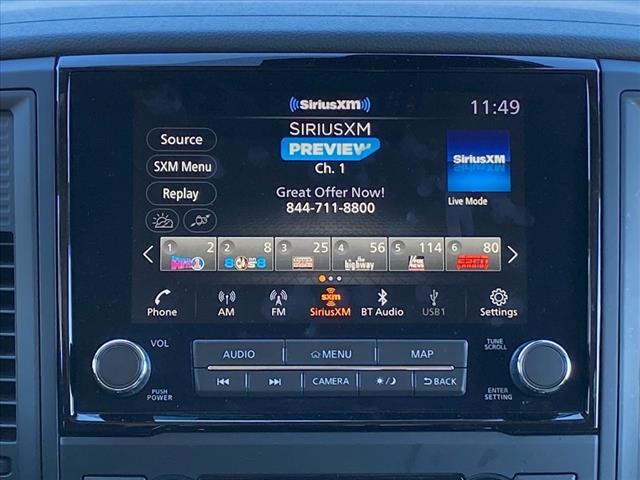 SiriusXM
11:49
SIRIUSXM
PREVIEW
Ch. 1
Great Offer Now!
844-711-8800
Source
SXM Menu
Replay
SiriusXM
Live Mode
1 2
2 8
3 25
4 56
5 114
6 80
the highway
ESPN
Phone
AM
FM
sxm
SiriusXM
BT Audio
USB1
Settings
VOL
PUSH
POWER
AUDIO
MENU
MAP
CAMERA
BACK
TUNE
SCROLL
ENTER
SETTING